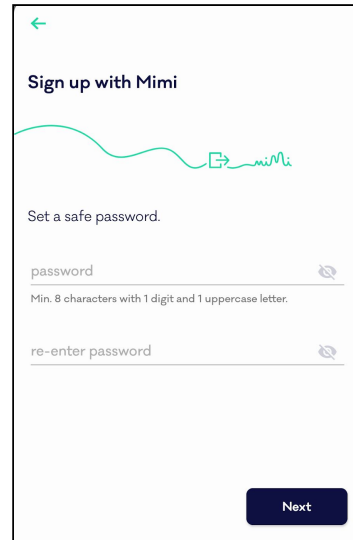 Sign up with Mimi
miMi
Set a safe password.
password
Min. 8 characters with 1 digit and 1 uppercase letter.
re-enter password
Next